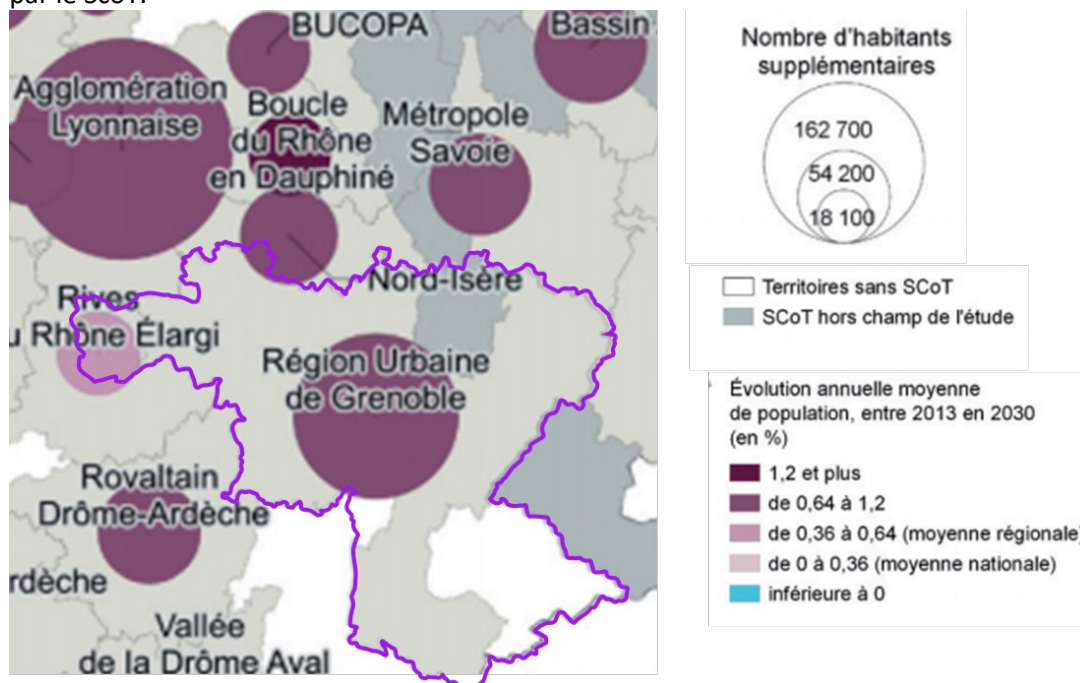 par le ScoT.
BUCOPA
Bassin
Agglomération
Lyonnaise
Boucle
du Rhône
en Dauphiné
Métropole
Savoie
Nord-Isère
Rives
u Rhône Élargi
Région Urbaine
de Grenoble
Rovaltain
Drôme-Ardèche
rdèche
Vallée
de la Drôme Aval
Nombre d'habitants
supplémentaires
162 700
54 200
18 100
Territoires sans SCoT
SCoT hors champ de l'étude
Évolution annuelle moyenne
de population, entre 2013 en 2030
(en %)
1,2 et plus
de 0,64 à 1,2
de 0,36 à 0,64 (moyenne régionale)
de 0 à 0,36 (moyenne nationale)
inférieure à 0